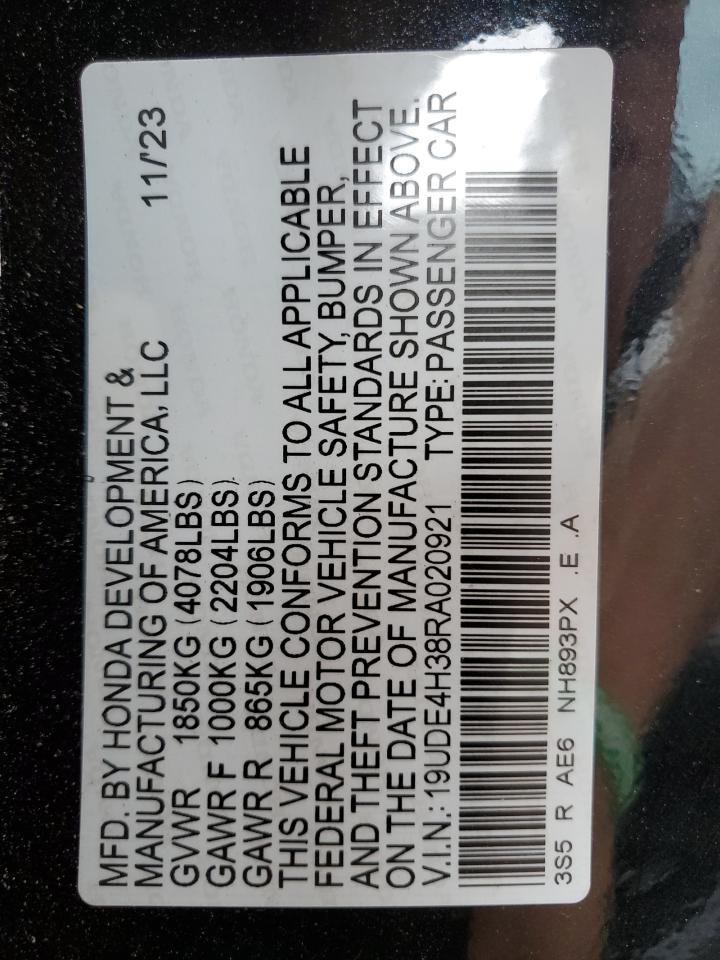 MFD. BY HONDA DEVELOPMENT & 11/'23
MANUFACTURING OF AMERICA, LLC
GVWR 1850KG (4078LBS)
GAWR F 1000KG (2204LBS)
GAWR R 865KG (1906LBS)
THIS VEHICLE CONFORMS TO ALL APPLICABLE
FEDERAL MOTOR VEHICLE SAFETY, BUMPER,
AND THEFT PREVENTION STANDARDS IN EFFECT
ON THE DATE OF MANUFACTURE SHOWN ABOVE.
V.I.N.: 19UDE4H38RA020921 TYPE: PASSENGER CAR
3S5 R AE6 NH893PX .E .A